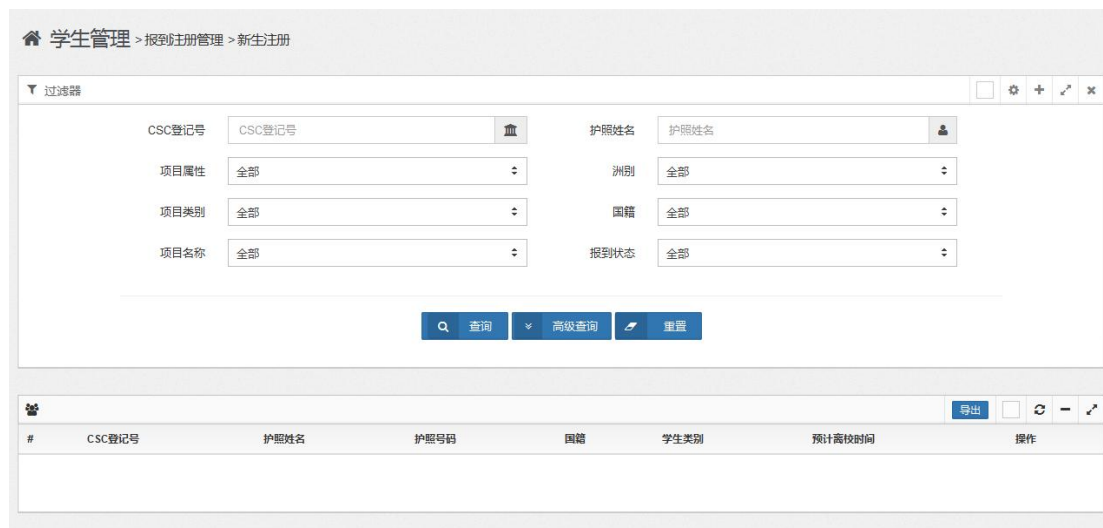 学生管理 > 报到注册管理 > 新生注册
过滤器
CSC登记号 CSC登记号 护照姓名 护照姓名
项目属性 全部 洲别 全部
项目类别 全部 国籍 全部
项目名称 全部 报到状态 全部
查询 高级查询 重置
导出
# CSC登记号 护照姓名 护照号码 国籍 学生类别 预计离校时间 操作